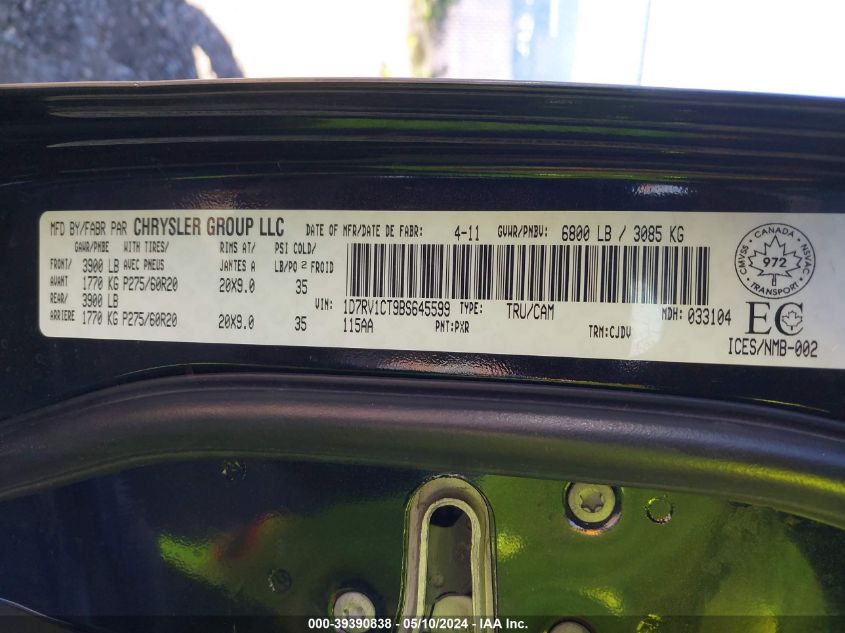 MFD BY/FABR PAR CHRYSLER GROUP LLC DATE OF MFR/DATE DE FABR: 4-11 GVWR/PNBV: 6800 LB / 3085 KG
GAWR/PNBE WITH TIRES/ RIMS AT/ PSI COLD/
FRONT/ 3900 LB AVEC PNEUS JANTES A LB/PO 2 FROID
AVANT 1770 KG P275/60R20 20X9.0 35
REAR/ 3900 LB
ARRIERE 1770 KG P275/60R20 20X9.0 35
VIN: 1D7RV1CT9BS645599 TYPE: TRU/CAM MDH: 033104
115AA PNT:PXR TRM:CJDV
CMVSS CANADA NSVAC
972
TRANSPORT
EC
ICES/NMB-002
000-39390838 - 05/10/2024 - IAA Inc.